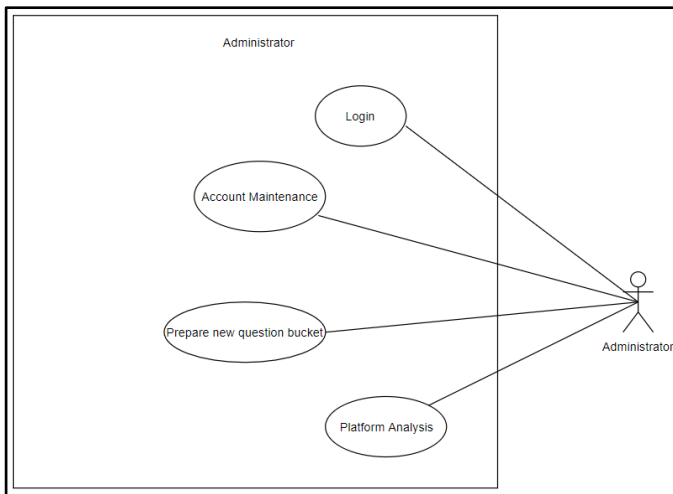 Administrator
Login
Account Maintenance
Prepare new question bucket
Administrator
Platform Analysis